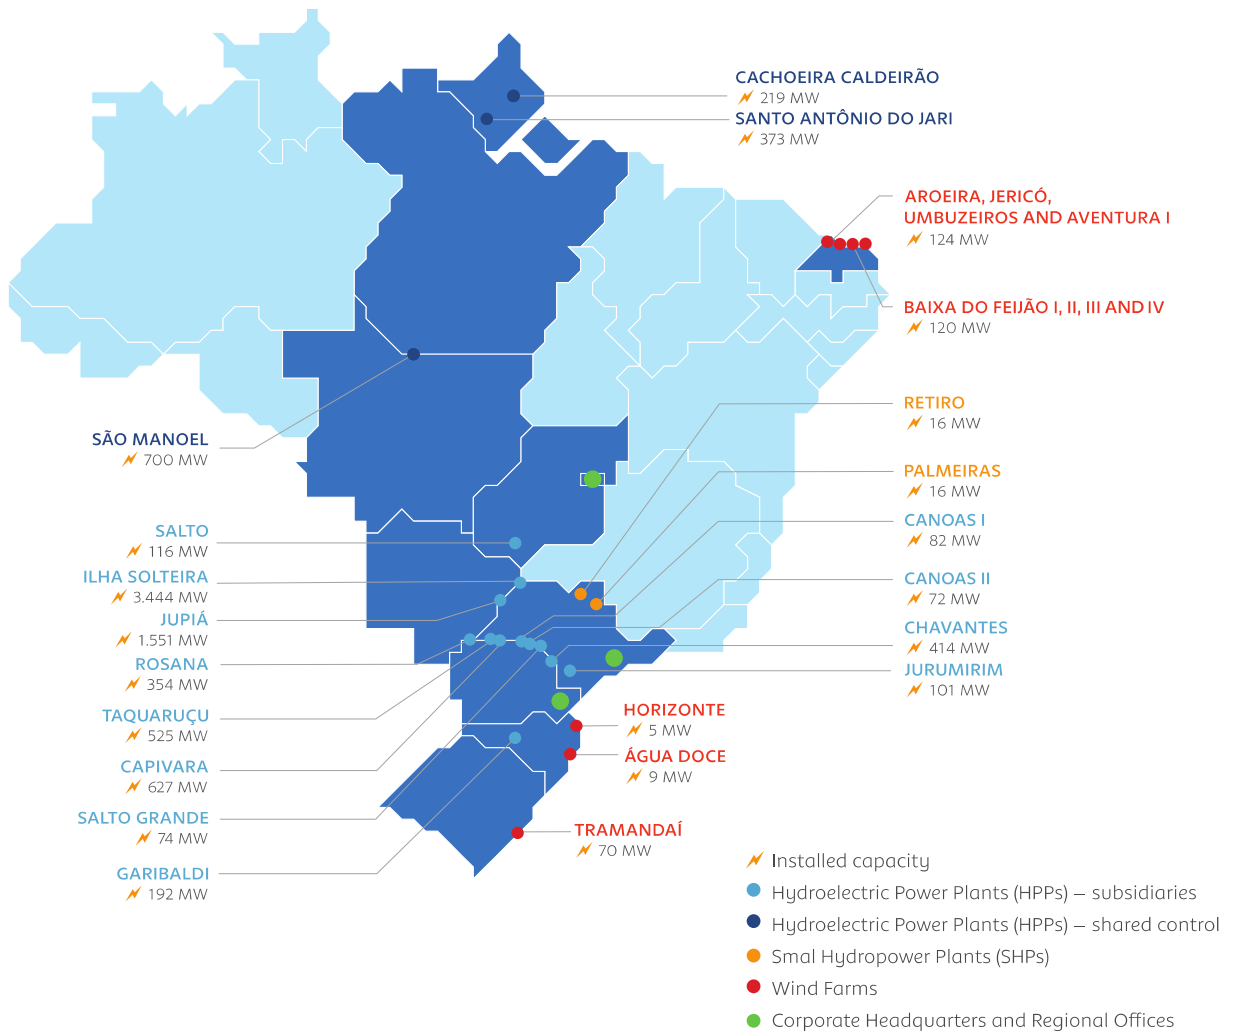 CACHOEIRA CALDEIRÃO
219 MW
SANTO ANTÔNIO DO JARI
373 MW
AROEIRA, JERICÓ,
UMBUZEIROS AND AVENTURA I
124 MW
BAIXA DO FEIJÃO I, II, III AND IV
120 MW
RETIRO
16 MW
PALMEIRAS
16 MW
CANOAS I
82 MW
CANOAS II
72 MW
CHAVANTES
414 MW
JURUMIRIM
101 MW
SÃO MANOEL
700 MW
SALTO
116 MW
ILHA SOLTEIRA
3.444 MW
JUPIÁ
1.551 MW
ROSANA
354 MW
TAQUARUÇU
525 MW
CAPIVARA
627 MW
SALTO GRANDE
74 MW
GARIBALDI
192 MW
HORIZONTE
5 MW
ÁGUA DOCE
9 MW
TRAMANDAÍ
70 MW
Installed capacity
Hydroelectric Power Plants (HPPs) – subsidiaries
Hydroelectric Power Plants (HPPs) – shared control
Smal Hydropower Plants (SHPs)
Wind Farms
Corporate Headquarters and Regional Offices